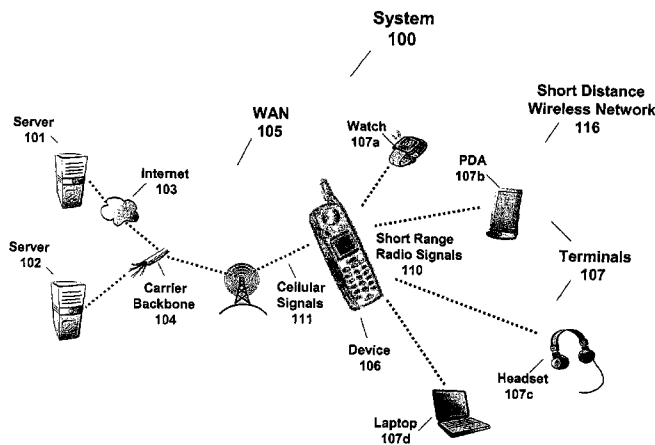 System
100
Short Distance
Wireless Network
116
WAN
105
Server
101
Watch
107a
Internet
103
PDA
107b
Server
102
Short Range
Radio Signals
110
Terminals
107
Carrier
Backbone
104
Cellular
Signals
111
Device
106
Headset
107c
Laptop
107d